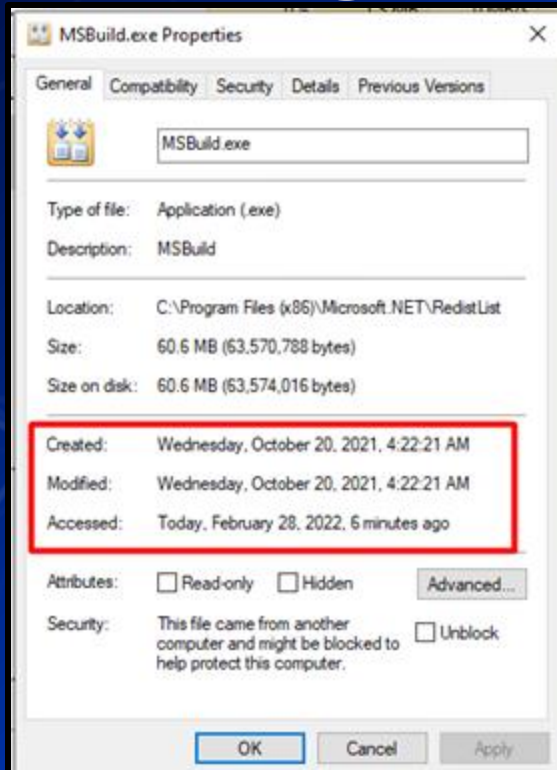 MSBuild.exe Properties
General Compatibility Security Details Previous Versions
MSBuild.exe
Type of file: Application (.exe)
Description: MSBuild
Location: C:\Program Files (x86)\Microsoft.NET\RedistList
Size: 60.6 MB (63,570,788 bytes)
Size on disk: 60.6 MB (63,574,016 bytes)
Created: Wednesday, October 20, 2021, 4:22:21 AM
Modified: Wednesday, October 20, 2021, 4:22:21 AM
Accessed: Today, February 28, 2022, 6 minutes ago
Attributes: Read-only Hidden Advanced...
Security: This file came from another
computer and might be blocked to Unblock
help protect this computer.
OK Cancel Apply